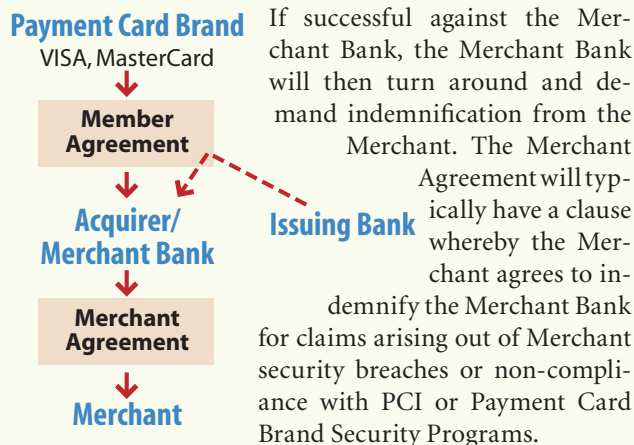 Payment Card Brand
VISA, MasterCard
Member
Agreement
Acquirer/
Merchant Bank
Merchant
Agreement
Merchant
Issuing Bank
If successful against the Mer-
chant Bank, the Merchant Bank
will then turn around and de-
mand indemnification from the
Merchant. The Merchant
Agreement will typ-
ically have a clause
whereby the Mer-
chant agrees to in-
demnify the Merchant Bank
for claims arising out of Merchant
security breaches or non-compli-
ance with PCI or Payment Card
Brand Security Programs.